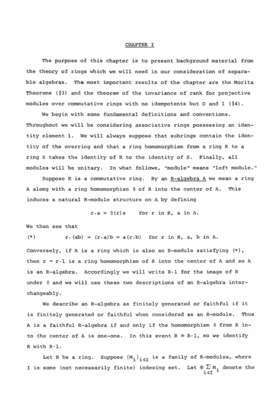 CHAPTER I
The purpose of this chapter is to present background material from
the theory of rings which we will need in our consideration of separa-
ble algebras. The most important results of the chapter are the Morita
Theorems (§3) and the theorem of the invariance of rank for projective
modules over commutative rings with no idempotents but 0 and 1 (§4).
We begin with some fundamental definitions and conventions.
Throughout we will be considering associative rings possessing an iden-
tity element 1. We will always suppose that subrings contain the iden-
tity of the overring and that a ring homomorphism from a ring R to a
ring S takes the identity of R to the identity of S. Finally, all
modules will be unitary. In what follows, "module" means "left module."
Suppose R is a commutative ring. By an R-algebra A we mean a ring
A along with a ring homomorphism θ of R into the center of A. This
induces a natural R-module structure on A by defining
r·a = θ(r)a for r in R, a in A.
We then see that
(*) r·(ab) = (r·a)b = a(r·b) for r in R, a, b in A.
Conversely, if A is a ring which is also an R-module satisfying (*),
then r → r·1 is a ring homomorphism of R into the center of A and so A
is an R-algebra. Accordingly we will write R·1 for the image of R
under θ and we will use these two descriptions of an R-algebra inter-
changeably.
We describe an R-algebra as finitely generated or faithful if it
is finitely generated or faithful when considered as an R-module. Thus
A is a faithful R-algebra if and only if the homomorphism θ from R in-
to the center of A is one-one. In this event R ≅ R·1, so we identify
R with R·1.
Let R be a ring. Suppose {M_i}_{i∈I} is a family of R-modules, where
I is some (not necessarily finite) indexing set. Let ⊕ Σ_{i∈I} M_i denote the